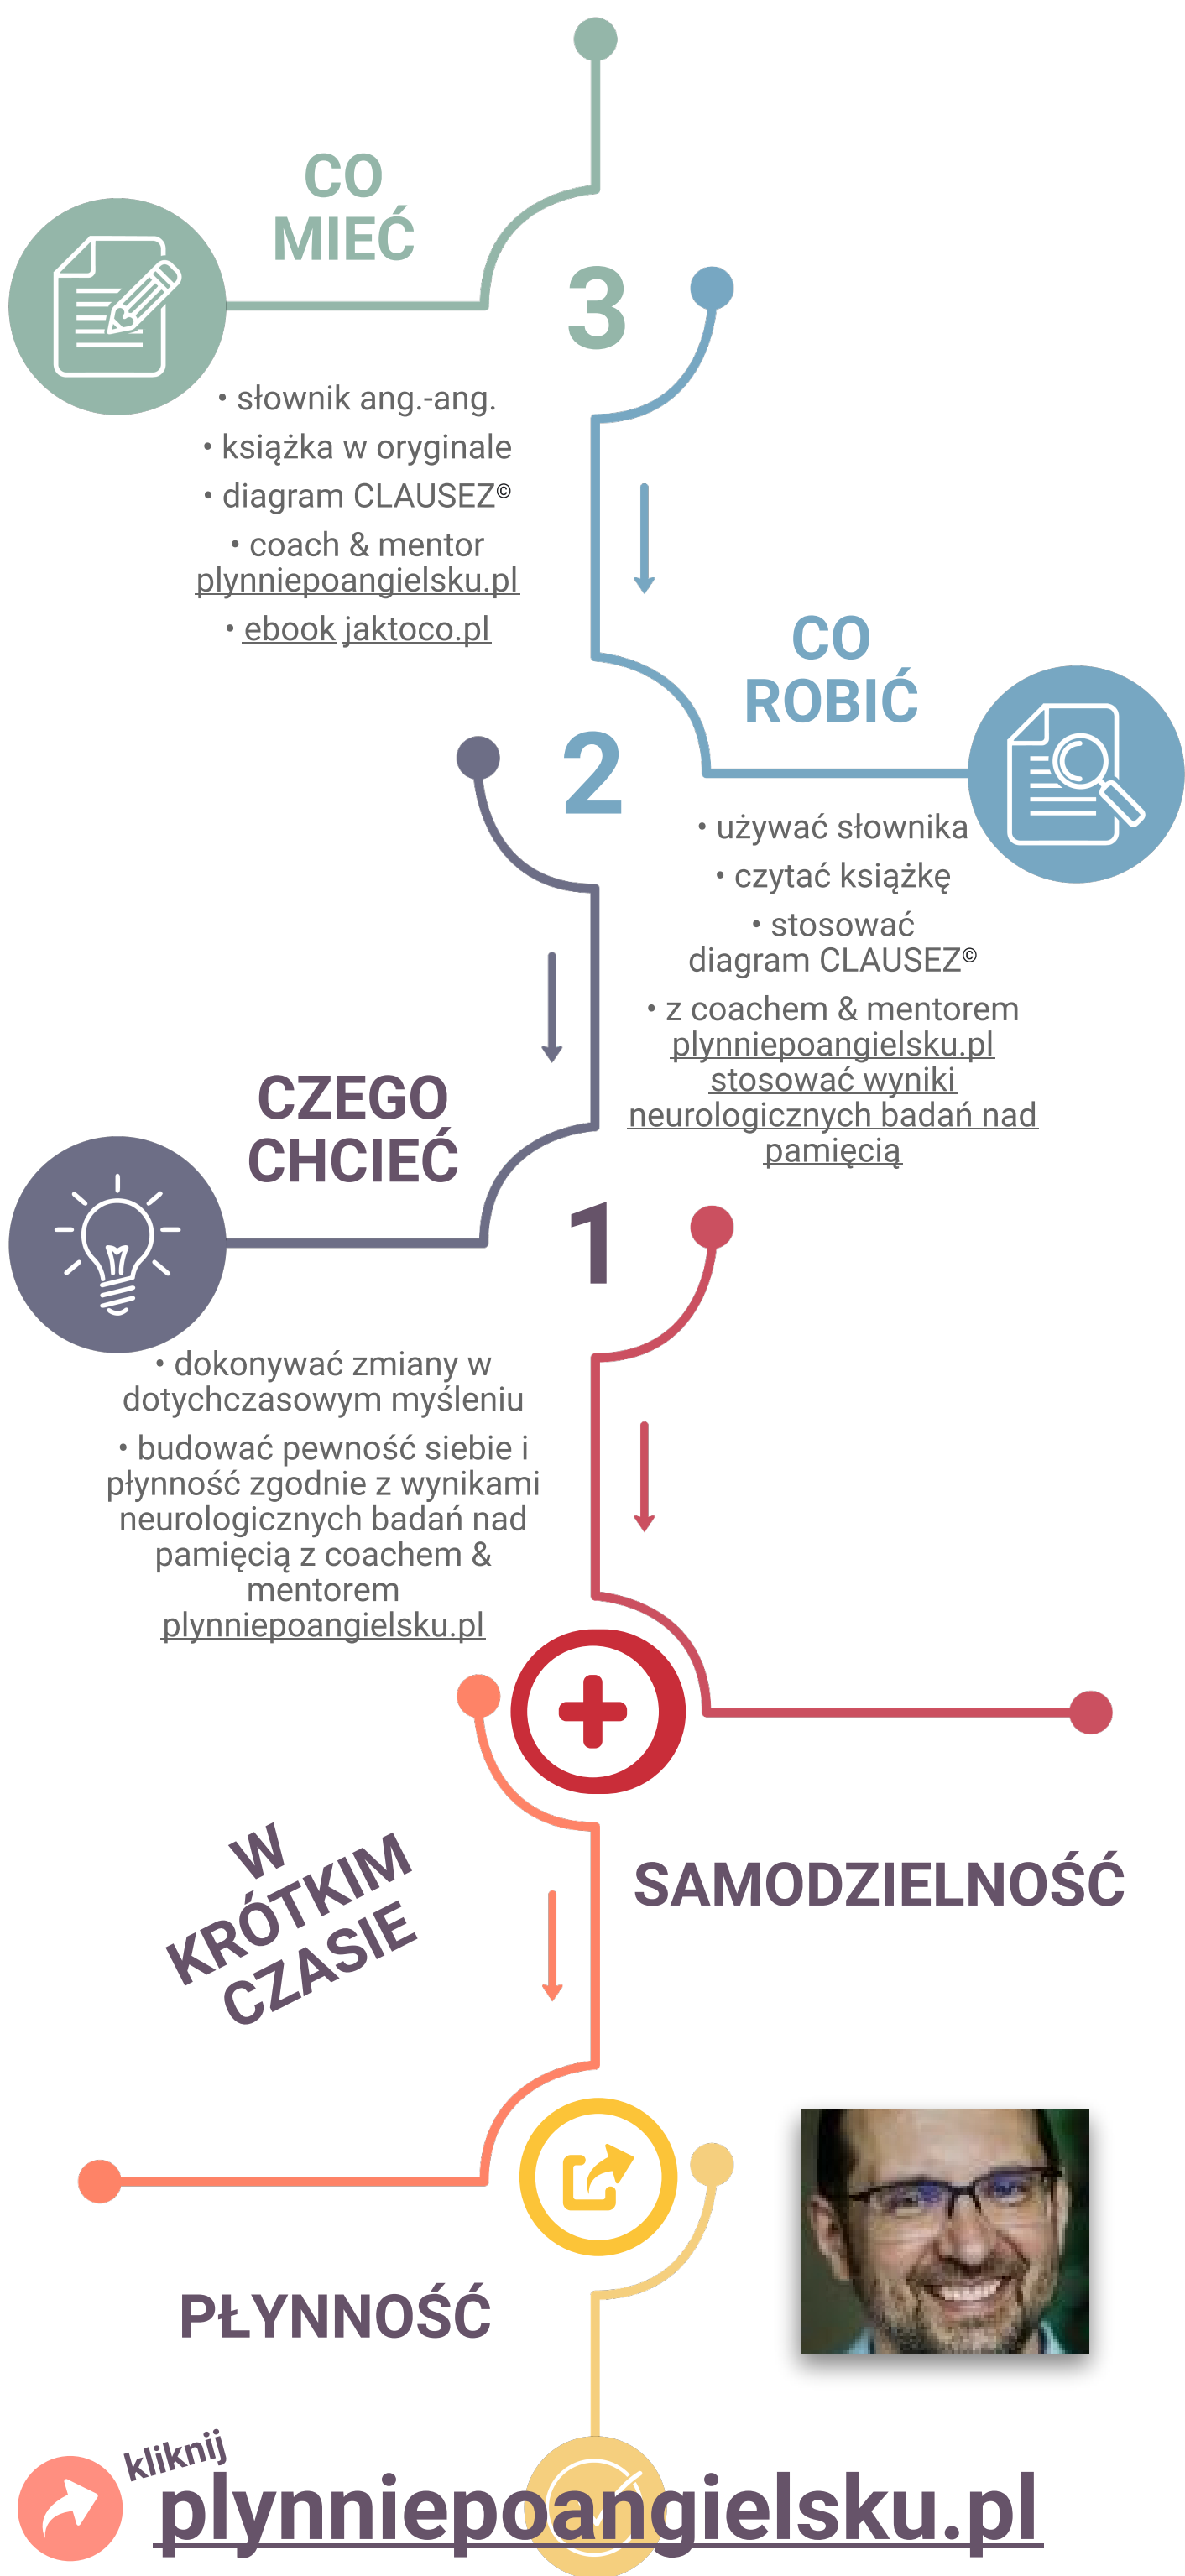 CO
MIEĆ
3
• słownik ang.-ang.
• książka w oryginale
• diagram CLAUSEZ©
• coach & mentor
plynniepoangielsku.pl
• ebook jaktoco.pl
CO
ROBIĆ
2
• używać słownika
• czytać książkę
• stosować
diagram CLAUSEZ©
• z coachem & mentorem
plynniepoangielsku.pl
stosować wyniki
neurologicznych badań nad
pamięcią
CZEGO
CHCIEĆ
1
• dokonywać zmiany w
dotychczasowym myśleniu
• budować pewność siebie i
płynność zgodnie z wynikami
neurologicznych badań nad
pamięcią z coachem &
mentorem
plynniepoangielsku.pl
W
KRÓTKIM
CZASIE
SAMODZIELNOŚĆ
PŁYNNOŚĆ
kliknij
plynniepoangielsku.pl